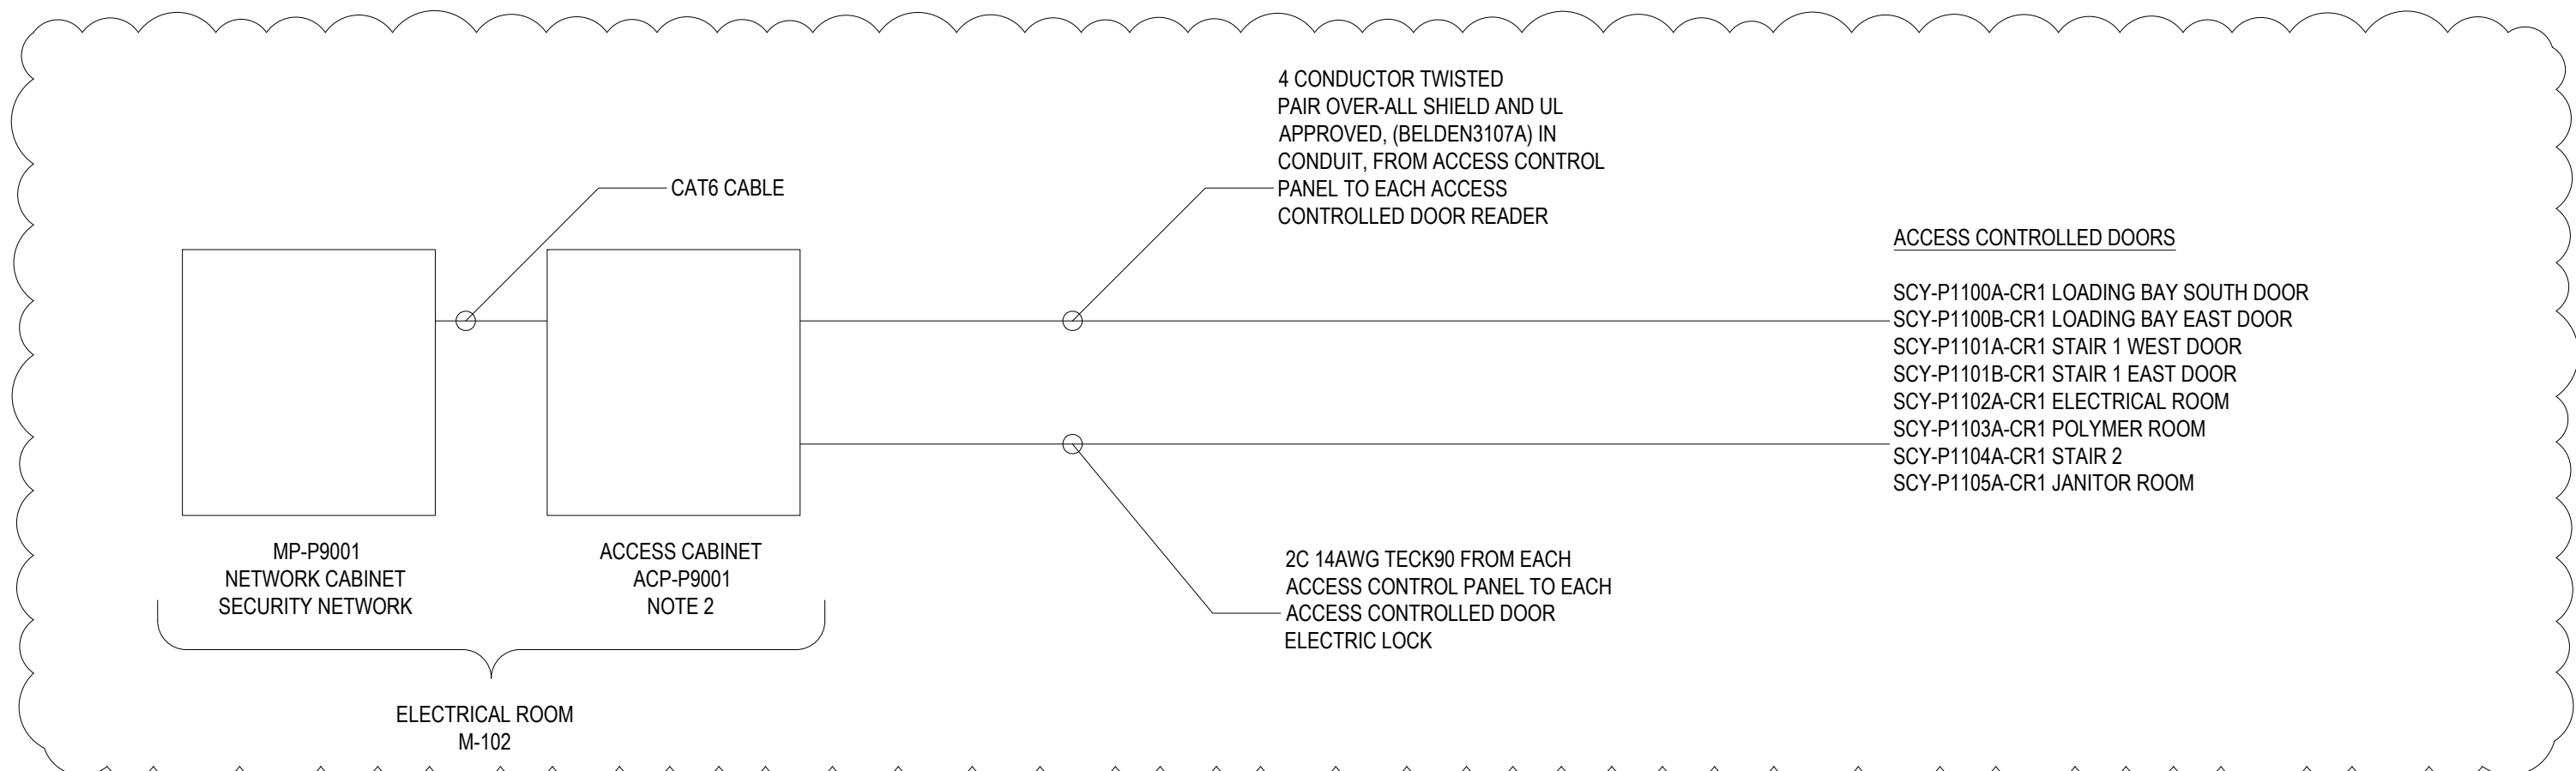 4 CONDUCTOR TWISTED
PAIR OVER-ALL SHIELD AND UL
APPROVED, (BELDEN3107A) IN
CONDUIT, FROM ACCESS CONTROL
PANEL TO EACH ACCESS
CONTROLLED DOOR READER
CAT6 CABLE
ACCESS CONTROLLED DOORS
SCY-P1100A-CR1 LOADING BAY SOUTH DOOR
SCY-P1100B-CR1 LOADING BAY EAST DOOR
SCY-P1101A-CR1 STAIR 1 WEST DOOR
SCY-P1101B-CR1 STAIR 1 EAST DOOR
SCY-P1102A-CR1 ELECTRICAL ROOM
SCY-P1103A-CR1 POLYMER ROOM
SCY-P1104A-CR1 STAIR 2
SCY-P1105A-CR1 JANITOR ROOM
MP-P9001
NETWORK CABINET
SECURITY NETWORK
ACCESS CABINET
ACP-P9001
NOTE 2
2C 14AWG TECK90 FROM EACH
ACCESS CONTROL PANEL TO EACH
ACCESS CONTROLLED DOOR
ELECTRIC LOCK
ELECTRICAL ROOM
M-102